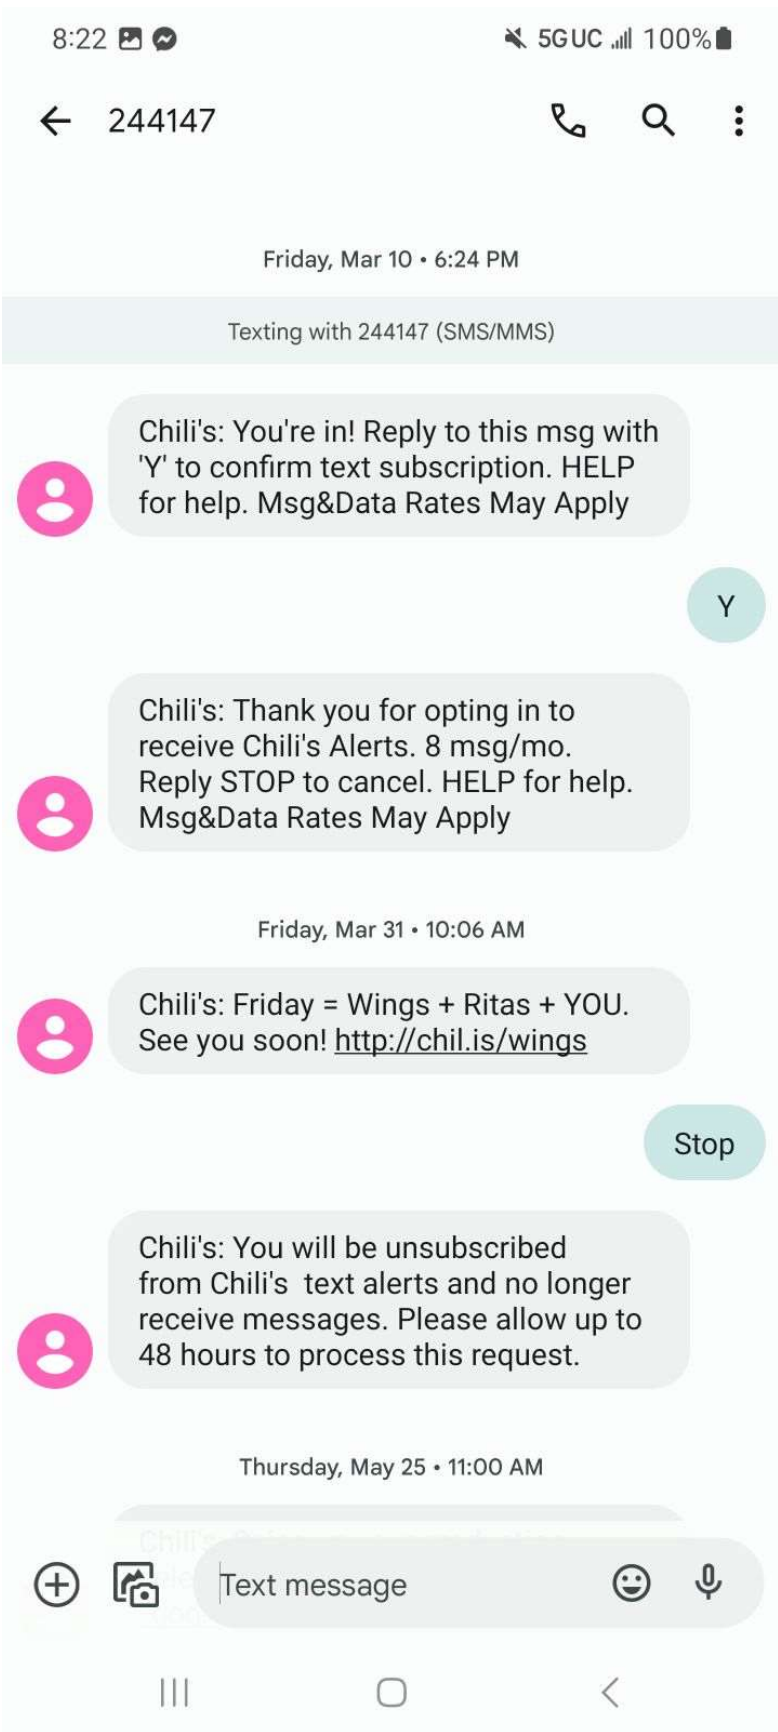 8:22 5GUC 100%
244147
Friday, Mar 10 • 6:24 PM
Texting with 244147 (SMS/MMS)
Chili's: You're in! Reply to this msg with
'Y' to confirm text subscription. HELP
for help. Msg&Data Rates May Apply
Y
Chili's: Thank you for opting in to
receive Chili's Alerts. 8 msg/mo.
Reply STOP to cancel. HELP for help.
Msg&Data Rates May Apply
Friday, Mar 31 • 10:06 AM
Chili's: Friday = Wings + Ritas + YOU.
See you soon! http://chil.is/wings
Stop
Chili's: You will be unsubscribed
from Chili's  text alerts and no longer
receive messages. Please allow up to
48 hours to process this request.
Thursday, May 25 • 11:00 AM
Chili's:
Text message